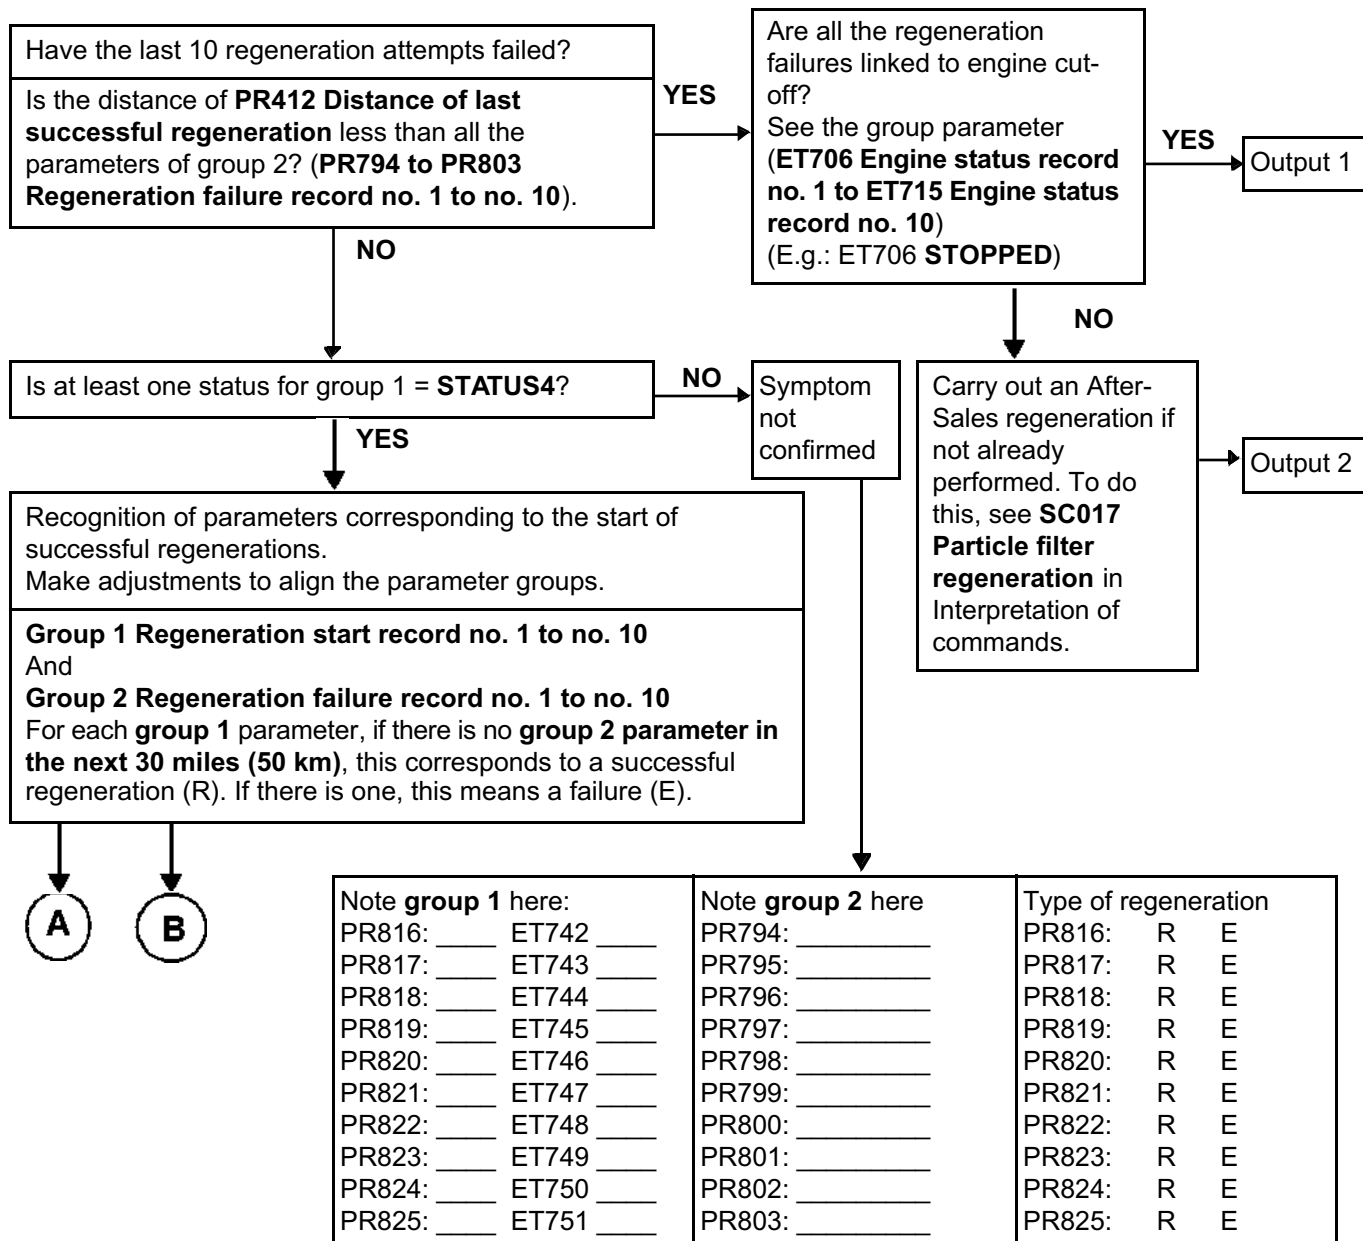 Have the last 10 regeneration attempts failed?
Is the distance of PR412 Distance of last
successful regeneration less than all the
parameters of group 2? (PR794 to PR803
Regeneration failure record no. 1 to no. 10).
YES
Are all the regeneration
failures linked to engine cut-
off?
See the group parameter
(ET706 Engine status record
no. 1 to ET715 Engine status
record no. 10)
(E.g.: ET706 STOPPED)
YES
Output 1
NO
NO
Is at least one status for group 1 = STATUS4?
NO
Symptom
not
confirmed
Carry out an After-
Sales regeneration if
not already
performed. To do
this, see SC017
Particle filter
regeneration in
Interpretation of
commands.
Output 2
YES
Recognition of parameters corresponding to the start of
successful regenerations.
Make adjustments to align the parameter groups.
Group 1 Regeneration start record no. 1 to no. 10
And
Group 2 Regeneration failure record no. 1 to no. 10
For each group 1 parameter, if there is no group 2 parameter in
the next 30 miles (50 km), this corresponds to a successful
regeneration (R). If there is one, this means a failure (E).
A
B
Note group 1 here:
PR816: ____ ET742 ____
PR817: ____ ET743 ____
PR818: ____ ET744 ____
PR819: ____ ET745 ____
PR820: ____ ET746 ____
PR821: ____ ET747 ____
PR822: ____ ET748 ____
PR823: ____ ET749 ____
PR824: ____ ET750 ____
PR825: ____ ET751 ____
Note group 2 here
PR794: _________
PR795: _________
PR796: _________
PR797: _________
PR798: _________
PR799: _________
PR800: _________
PR801: _________
PR802: _________
PR803: _________
Type of regeneration
PR816: R E
PR817: R E
PR818: R E
PR819: R E
PR820: R E
PR821: R E
PR822: R E
PR823: R E
PR824: R E
PR825: R E